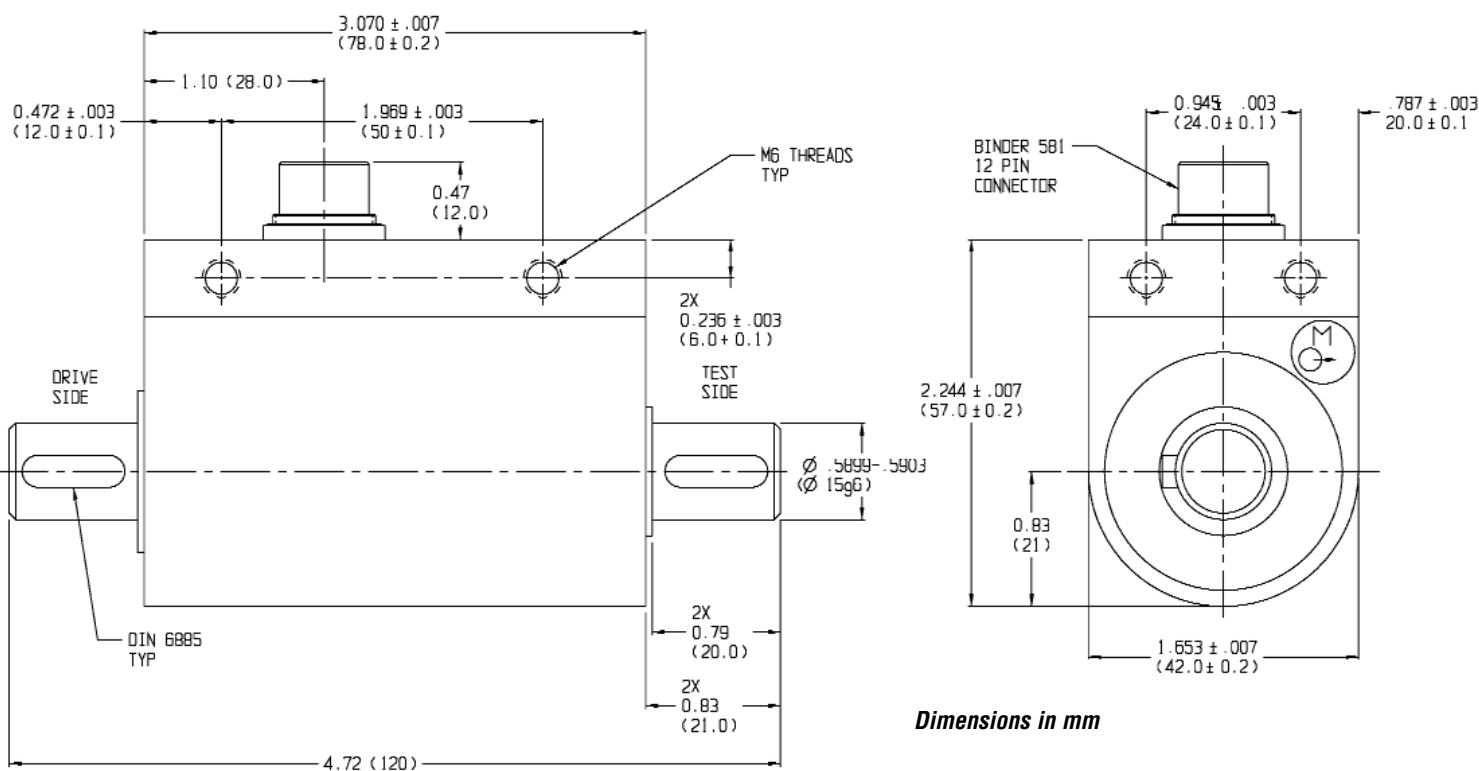 3.070 ± .007
(78.0 ± 0.2)
1.10 (28.0)
0.472 ± .003
(12.0 ± 0.1)
1.969 ± .003
(50 ± 0.1)
M6 THREADS
TYP
0.47
(12.0)
2X
0.236 ± .003
(6.0 + 0.1)
DRIVE
SIDE
TEST
SIDE
Ø .5899-.5903
(Ø 15g6)
DIN 6885
TYP
2X
0.79
(20.0)
2X
0.83
(21.0)
4.72 (120)
0.945± .003
(24.0 ± 0.1)
.787 ± .003
20.0 ± 0.1
BINDER 581
12 PIN
CONNECTOR
M
2.244 ± .007
(57.0 ± 0.2)
0.83
(21)
1.653 ± .007
(42.0 ± 0.2)
Dimensions in mm